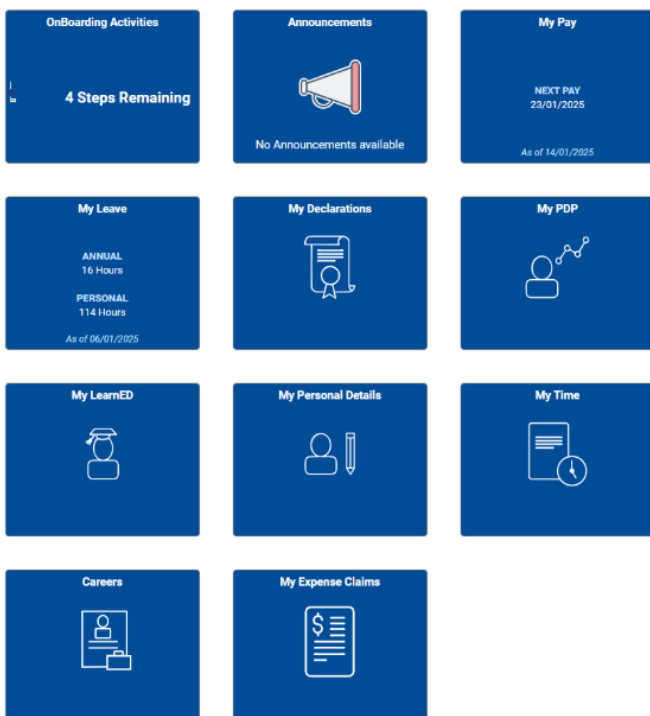 OnBoarding Activities
4 Steps Remaining
Announcements
No Announcements available
My Pay
NEXT PAY
23/01/2025
As of 14/01/2025
My Leave
ANNUAL
16 Hours
PERSONAL
114 Hours
As of 06/01/2025
My Declarations
My PDP
My LearnED
My Personal Details
My Time
Careers
My Expense Claims
$